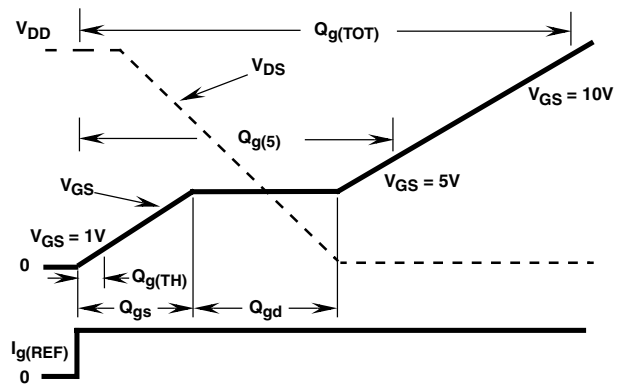 V_DD
Q_g(TOT)
V_DS
V_GS = 10V
Q_g(5)
V_GS
V_GS = 5V
V_GS = 1V
0
Q_g(TH)
Q_gs
Q_gd
I_g(REF)
0